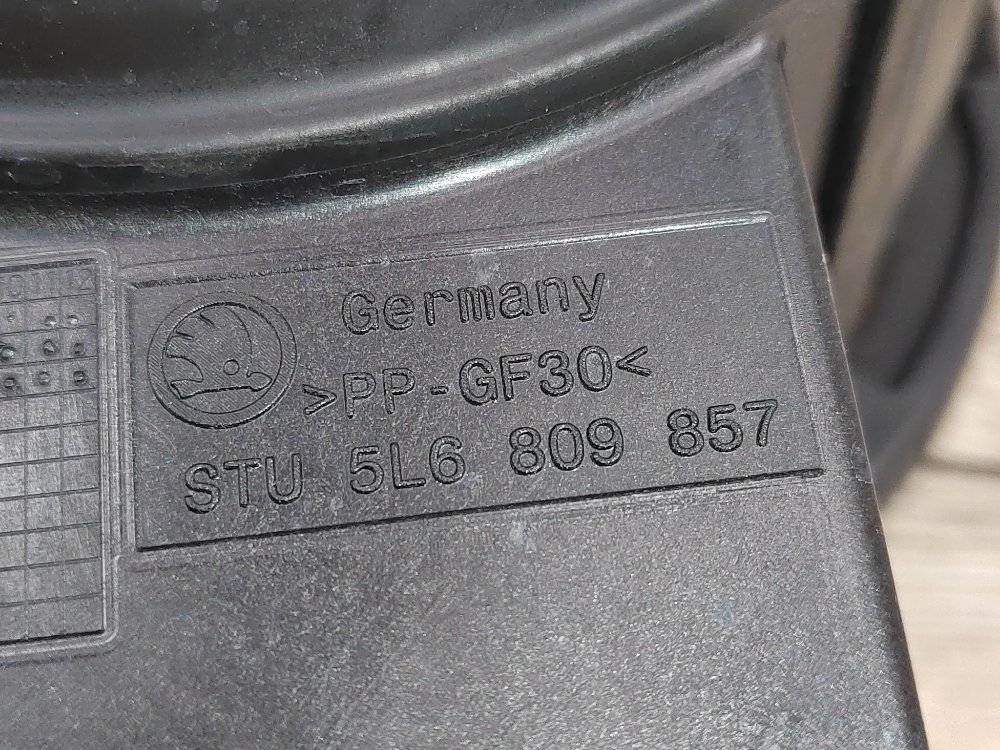 Germany
>PP-GF30<
STU 5L6 809 857